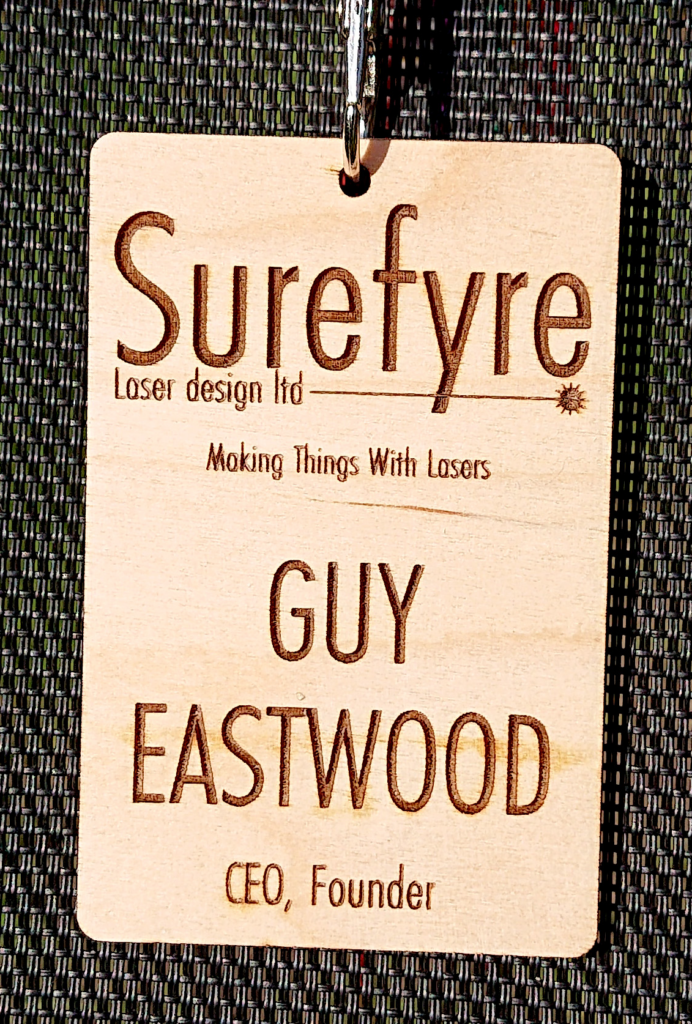 Surefyre
Laser design ltd
Making Things With Lasers
GUY
EASTWOOD
CEO, Founder